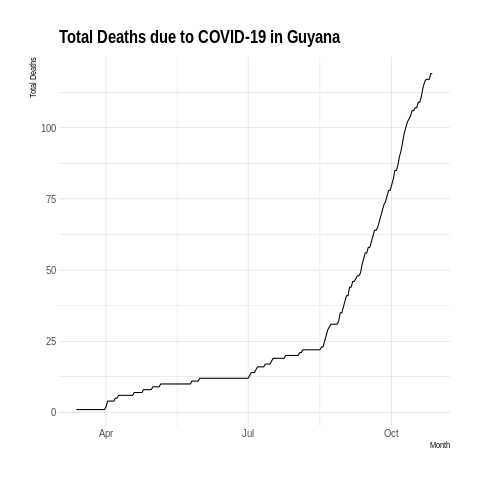 Total Deaths due to COVID-19 in Guyana
Total Deaths
100
75
50
25
0
Apr Jul Oct
Month